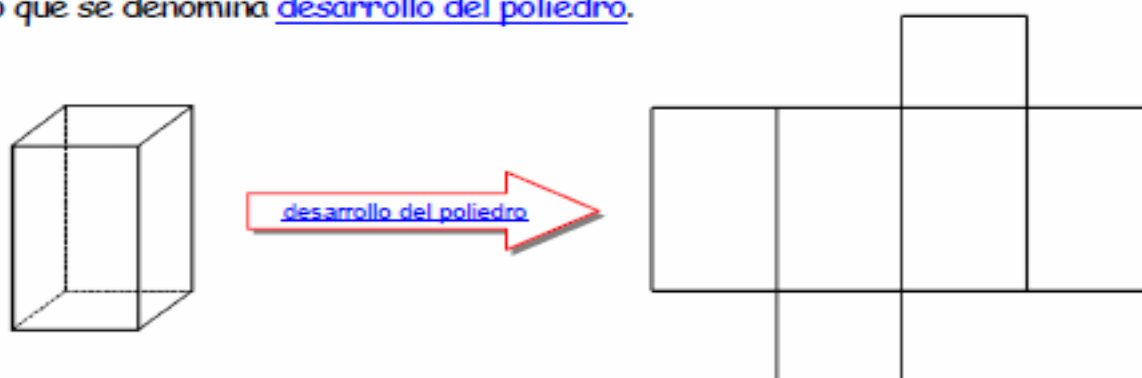 que se denomina desarrollo del poliedro.
desarrollo del poliedro